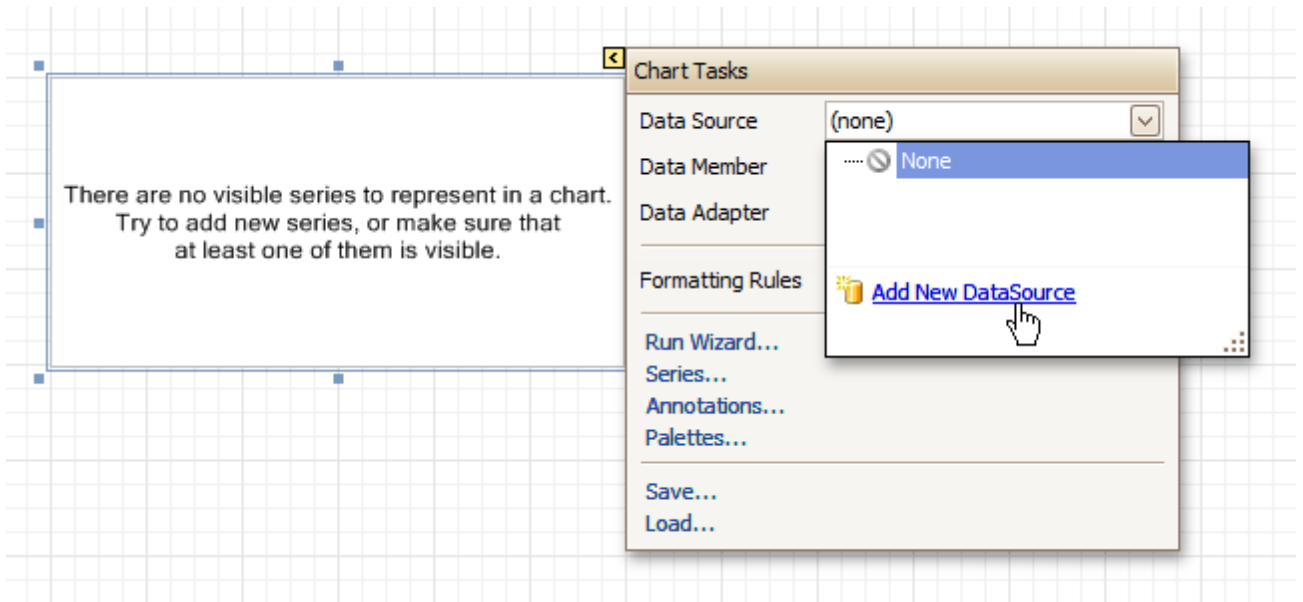 There are no visible series to represent in a chart.
Try to add new series, or make sure that
at least one of them is visible.
Chart Tasks
Data Source (none)
None
Data Member
Data Adapter
Formatting Rules
Add New DataSource
Run Wizard...
Series...
Annotations...
Palettes...
Save...
Load...